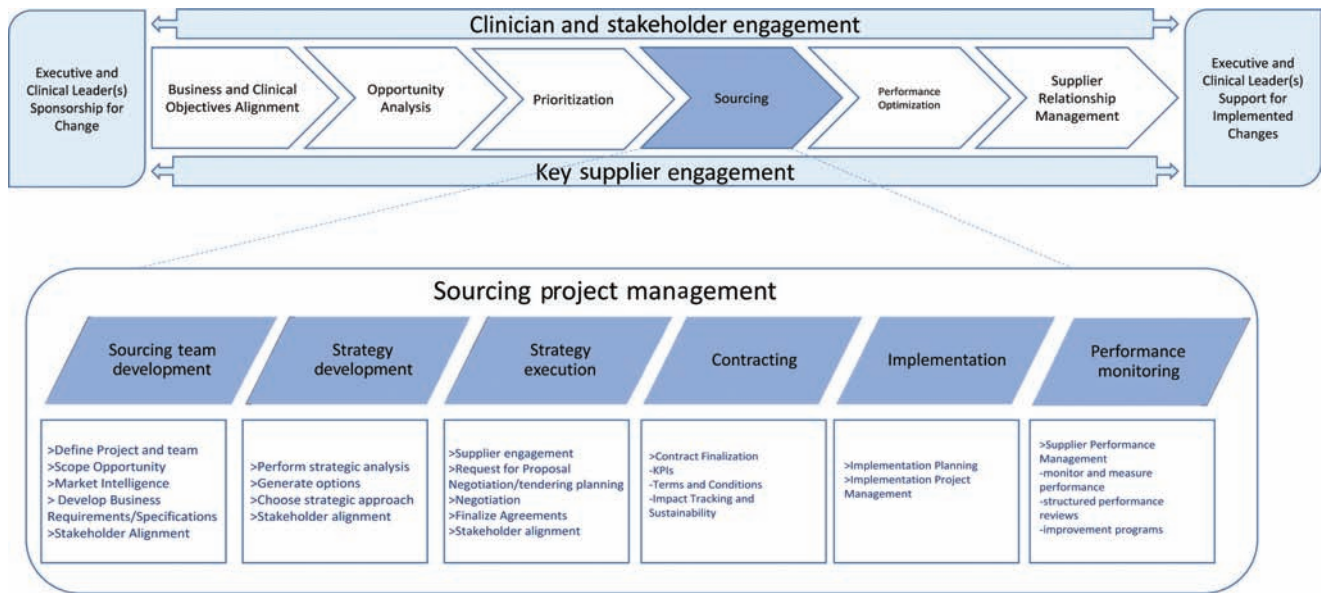 Clinician and stakeholder engagement
Executive and
Clinical Leader(s)
Sponsorship for
Change
Business and Clinical
Objectives Alignment
Opportunity
Analysis
Prioritization
Sourcing
Performance
Optimization
Supplier
Relationship
Management
Executive and
Clinical Leader(s)
Support for
Implemented
Changes
Key supplier engagement
Sourcing project management
Sourcing team
development
Strategy
development
Strategy
execution
Contracting
Implementation
Performance
monitoring
>Define Project and team
>Scope Opportunity
>Market Intelligence
> Develop Business
Requirements/Specifications
>Stakeholder Alignment
>Perform strategic analysis
>Generate options
>Choose strategic approach
>Stakeholder alignment
>Supplier engagement
>Request for Proposal
Negotiation/tendering planning
>Negotiation
>Finalize Agreements
>Stakeholder alignment
>Contract Finalization
-KPIs
-Terms and Conditions
-Impact Tracking and
Sustainability
>Implementation Planning
>Implementation Project
Management
>Supplier Performance
Management
-monitor and measure
performance
-structured performance
reviews
-improvement programs